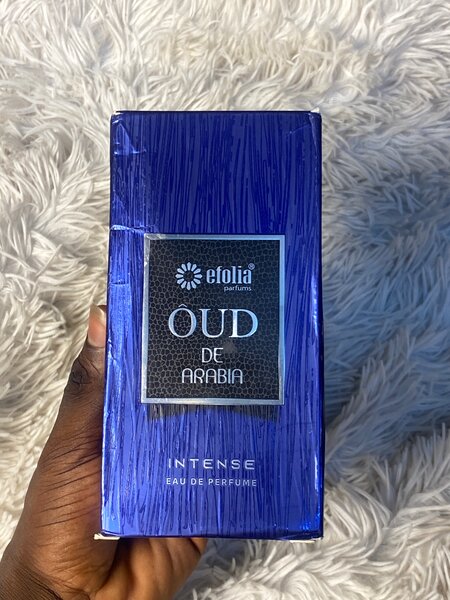 efolia®
parfums
ÔUD
DE
ARABIA
INTENSE
EAU DE PERFUME